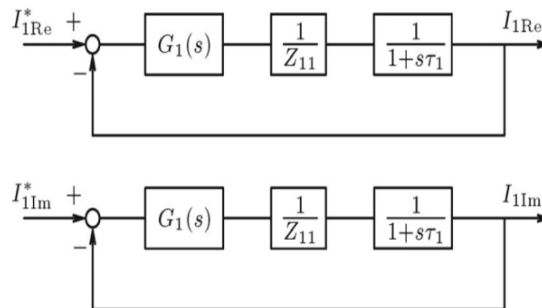 I*₁Re + − G₁(s) 1/Z₁₁ 1/(1+sτ₁) I₁Re
I*₁Im + − G₁(s) 1/Z₁₁ 1/(1+sτ₁) I₁Im